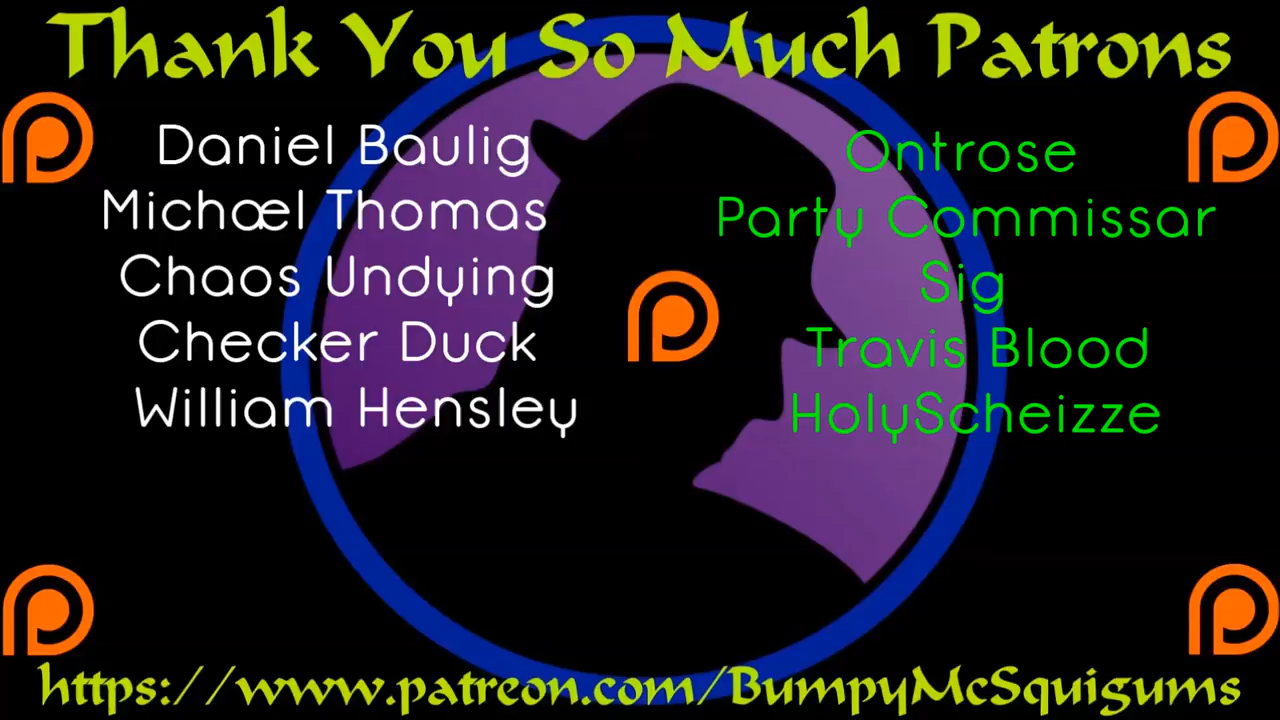 Thank You So Much Patrons
Daniel Baulig
Michael Thomas
Chaos Undying
Checker Duck
William Hensley
Ontrose
Party Commissar
Sig
Travis Blood
HolyScheizze
https://www.patreon.com/BumpyMcSquigums